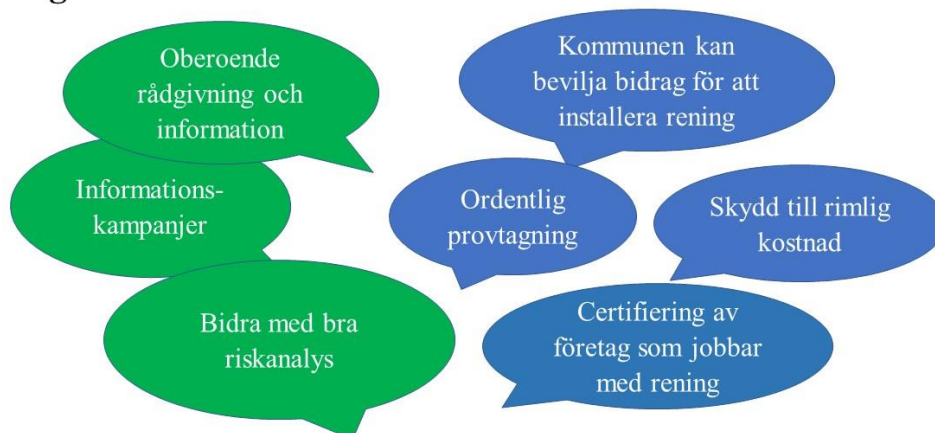 Oberoende
rådgivning och
information
Informations-
kampanjer
Bidra med bra
riskanalys
Kommunen kan
bevilja bidrag för att
installera rening
Ordentlig
provtagning
Skydd till rimlig
kostnad
Certifiering av
företag som jobbar
med rening